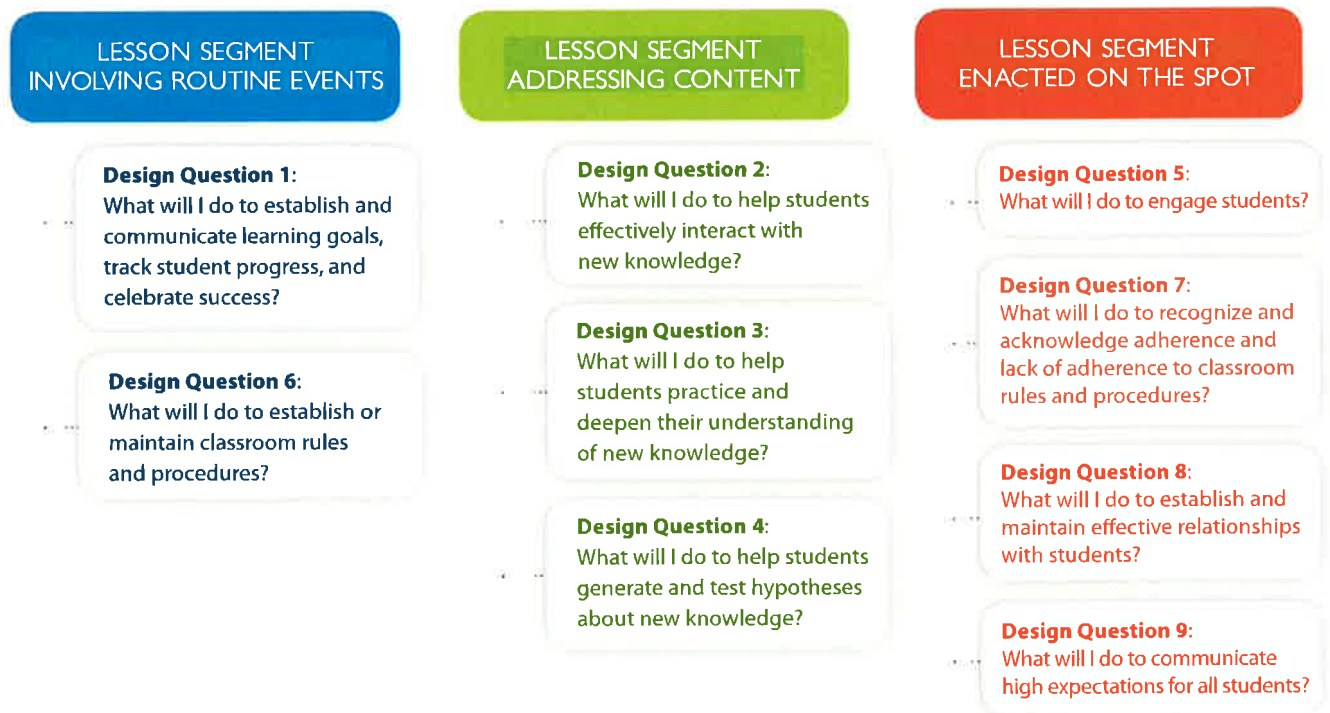 LESSON SEGMENT
INVOLVING ROUTINE EVENTS
Design Question 1:
What will I do to establish and
communicate learning goals,
track student progress, and
celebrate success?
Design Question 6:
What will I do to establish or
maintain classroom rules
and procedures?
LESSON SEGMENT
ADDRESSING CONTENT
Design Question 2:
What will I do to help students
effectively interact with
new knowledge?
Design Question 3:
What will I do to help
students practice and
deepen their understanding
of new knowledge?
Design Question 4:
What will I do to help students
generate and test hypotheses
about new knowledge?
LESSON SEGMENT
ENACTED ON THE SPOT
Design Question 5:
What will I do to engage students?
Design Question 7:
What will I do to recognize and
acknowledge adherence and
lack of adherence to classroom
rules and procedures?
Design Question 8:
What will I do to establish and
maintain effective relationships
with students?
Design Question 9:
What will I do to communicate
high expectations for all students?